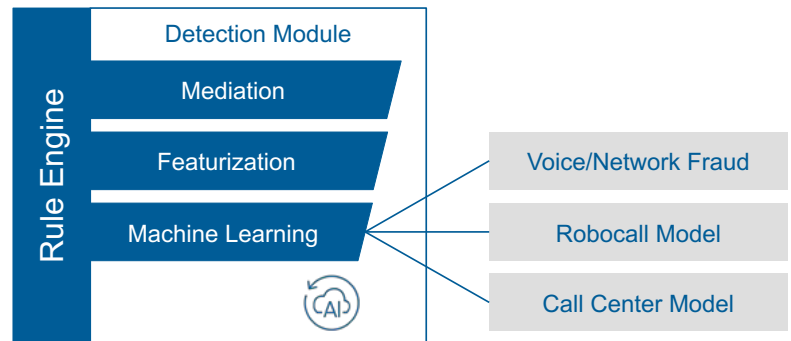 Rule Engine
Detection Module
Mediation
Featurization
Machine Learning
AI
Voice/Network Fraud
Robocall Model
Call Center Model